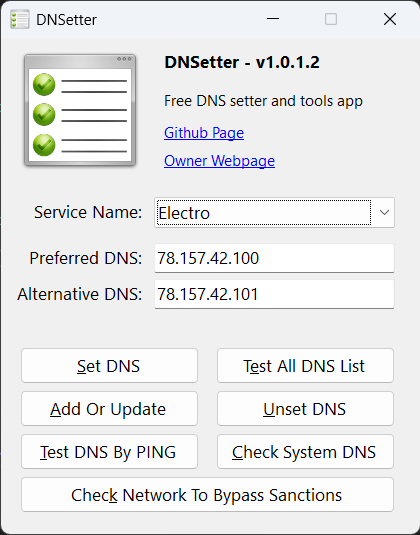 DNSetter
DNSetter - v1.0.1.2
Free DNS setter and tools app
Github Page
Owner Webpage
Service Name: Electro
Preferred DNS: 78.157.42.100
Alternative DNS: 78.157.42.101
Set DNS
Test All DNS List
Add Or Update
Unset DNS
Test DNS By PING
Check System DNS
Check Network To Bypass Sanctions